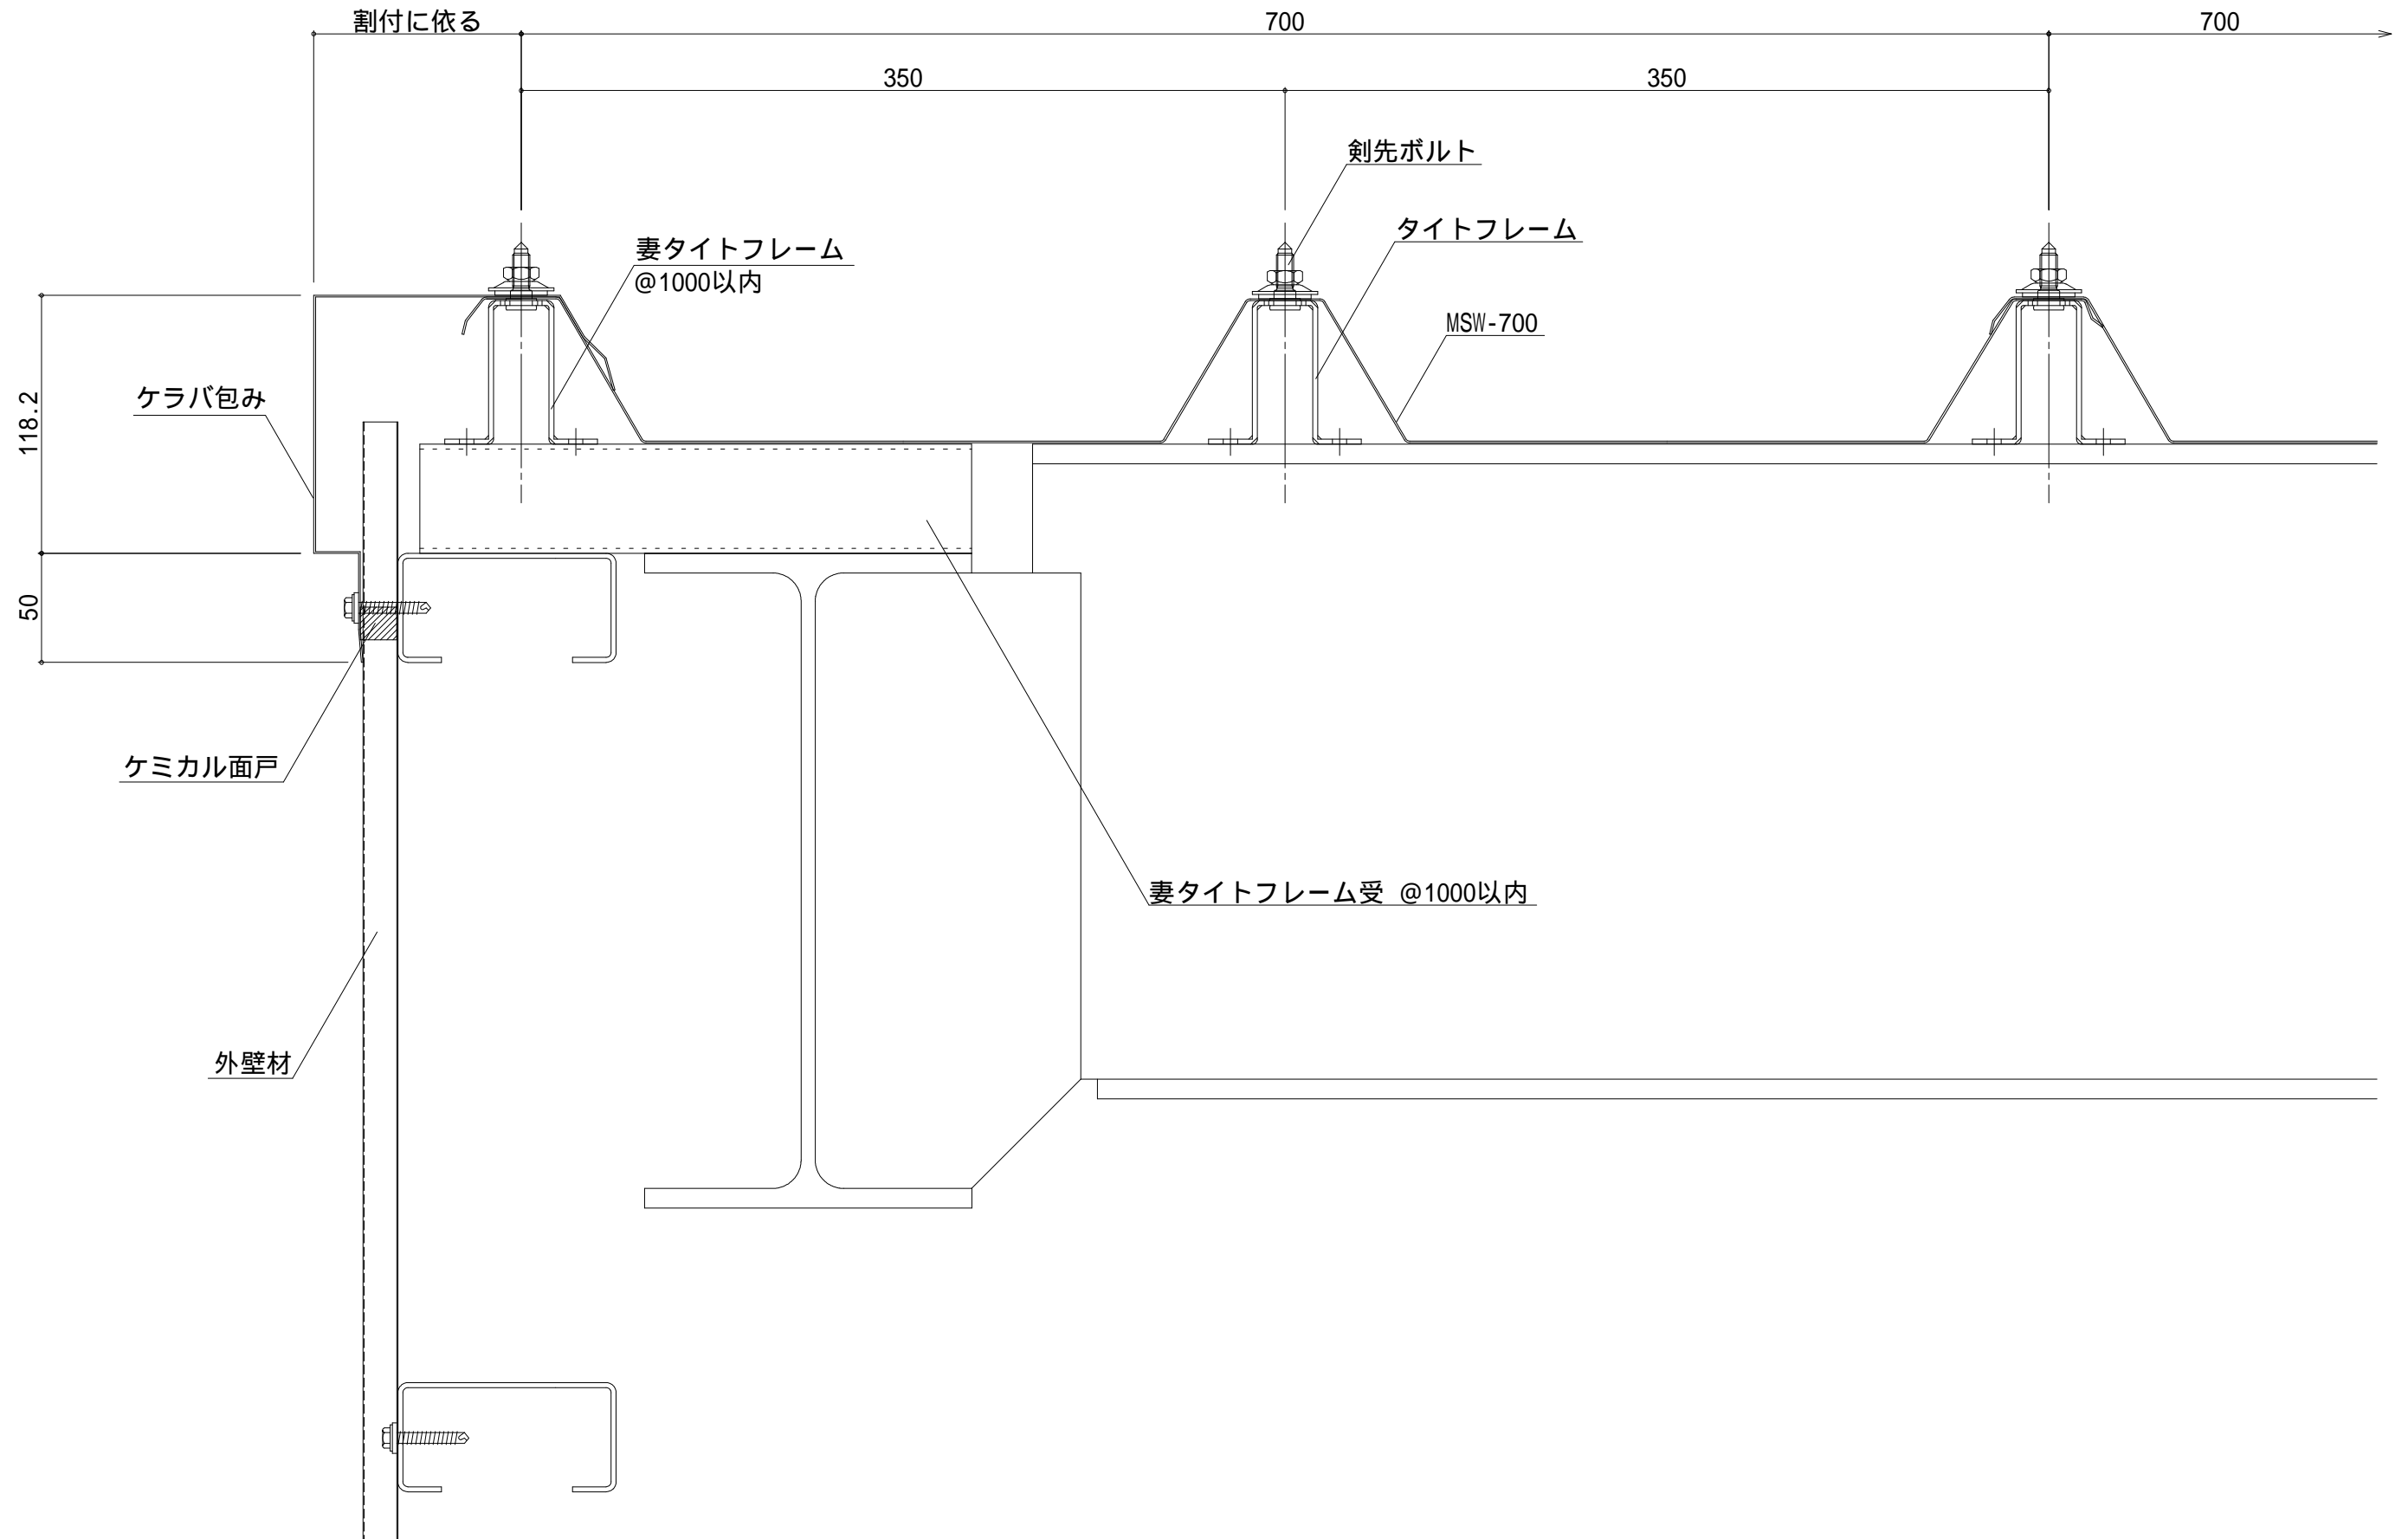 割付に依る
700
700
350
350
剣先ボルト
タイトフレーム
妻タイトフレーム
@1000以内
MSW-700
ケラバ包み
118.2
50
ケミカル面戸
妻タイトフレーム受 @1000以内
外壁材